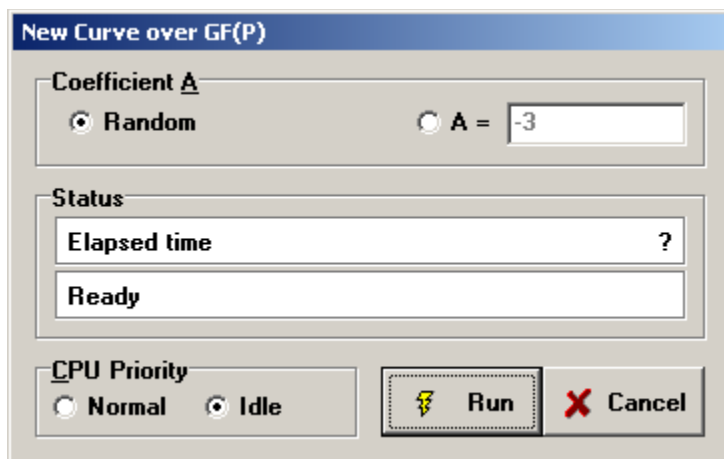 New Curve over GF(P)
Coefficient A
Random A = -3
Status
Elapsed time ?
Ready
CPU Priority
Normal Idle Run Cancel